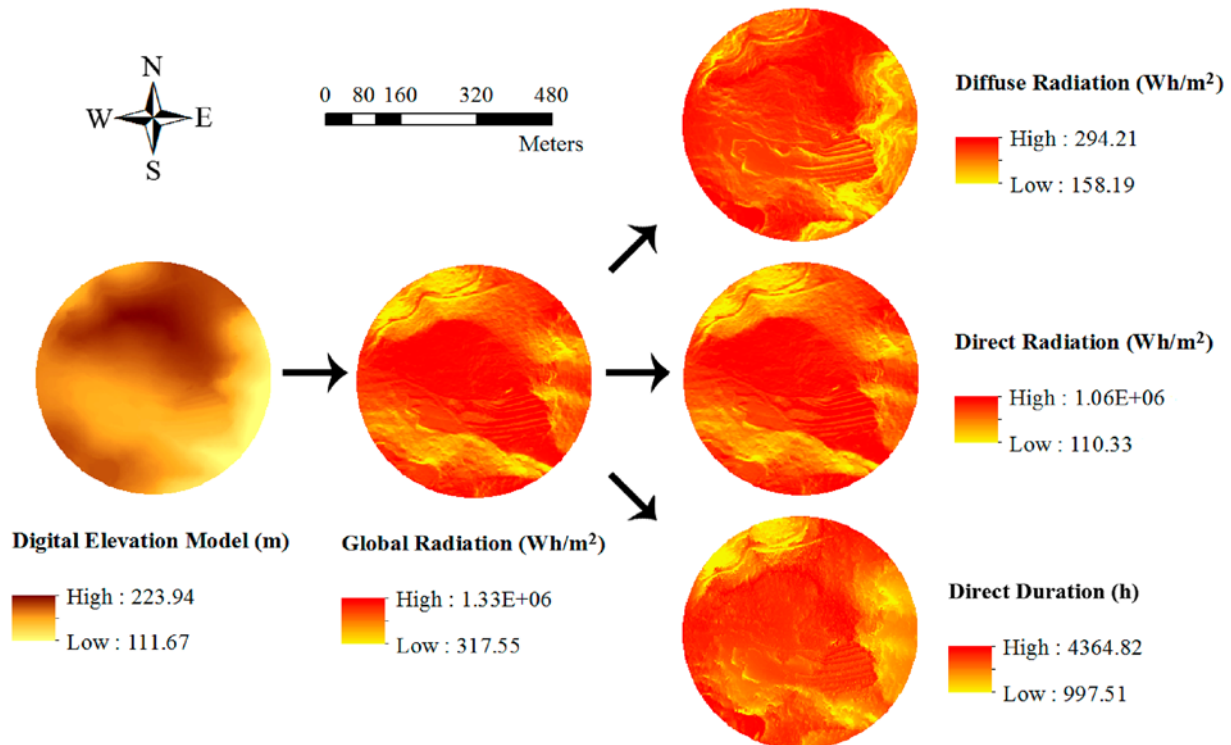 N
W E
S
0 80 160 320 480
Meters
Diffuse Radiation (Wh/m²)
High : 294.21
Low : 158.19
Direct Radiation (Wh/m²)
High : 1.06E+06
Low : 110.33
Digital Elevation Model (m)
High : 223.94
Low : 111.67
Global Radiation (Wh/m²)
High : 1.33E+06
Low : 317.55
Direct Duration (h)
High : 4364.82
Low : 997.51